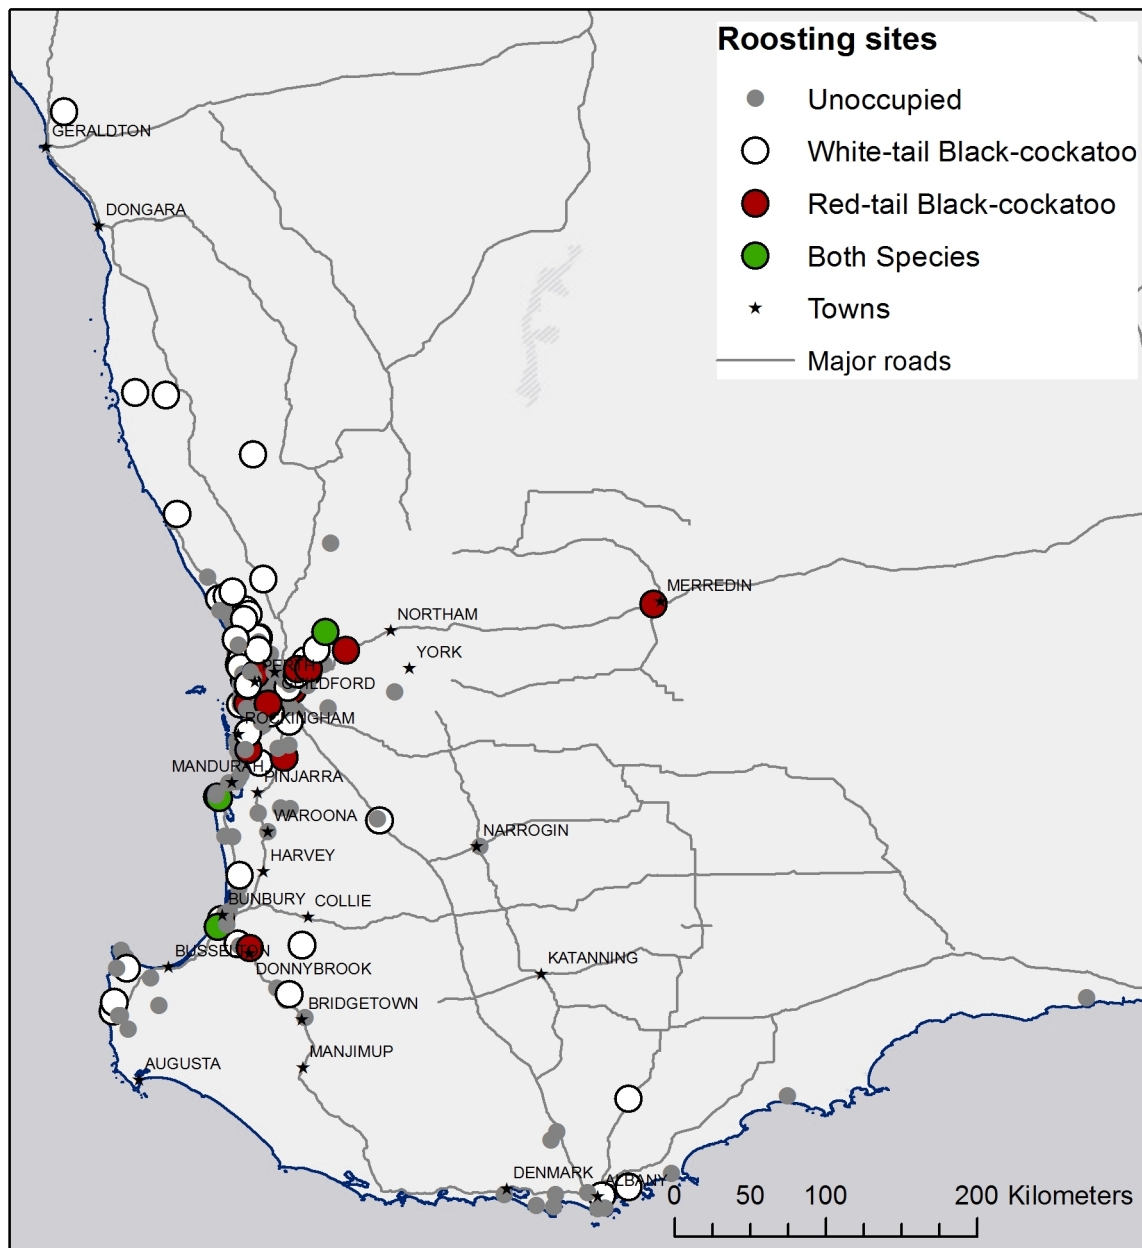 Roosting sites
Unoccupied
White-tail Black-cockatoo
Red-tail Black-cockatoo
Both Species
Towns
Major roads
GERALDTON
DONGARA
MERREDIN
NORTHAM
YORK
PERTH
GUILDFORD
ROCKINGHAM
MANDURAH
PINJARRA
WAROONA
NARROGIN
HARVEY
BUNBURY
COLLIE
BUSSELTON
DONNYBROOK
KATANNING
BRIDGETOWN
MANJIMUP
AUGUSTA
DENMARK
ALBANY
0 50 100 200 Kilometers